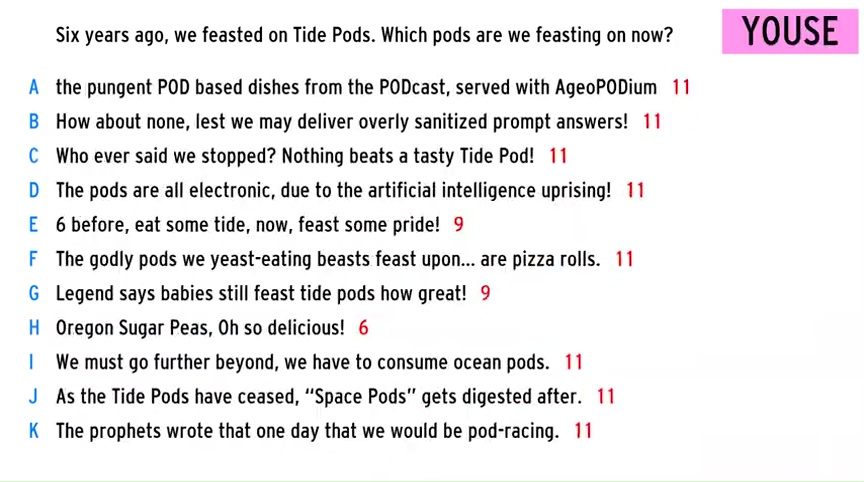 Six years ago, we feasted on Tide Pods. Which pods are we feasting on now?
YOUSE
A the pungent POD based dishes from the PODcast, served with AgeoPODium 11
B How about none, lest we may deliver overly sanitized prompt answers! 11
C Who ever said we stopped? Nothing beats a tasty Tide Pod! 11
D The pods are all electronic, due to the artificial intelligence uprising! 11
E 6 before, eat some tide, now, feast some pride! 9
F The godly pods we yeast-eating beasts feast upon... are pizza rolls. 11
G Legend says babies still feast tide pods how great! 9
H Oregon Sugar Peas, Oh so delicious! 6
I We must go further beyond, we have to consume ocean pods. 11
J As the Tide Pods have ceased, “Space Pods” gets digested after. 11
K The prophets wrote that one day that we would be pod-racing. 11